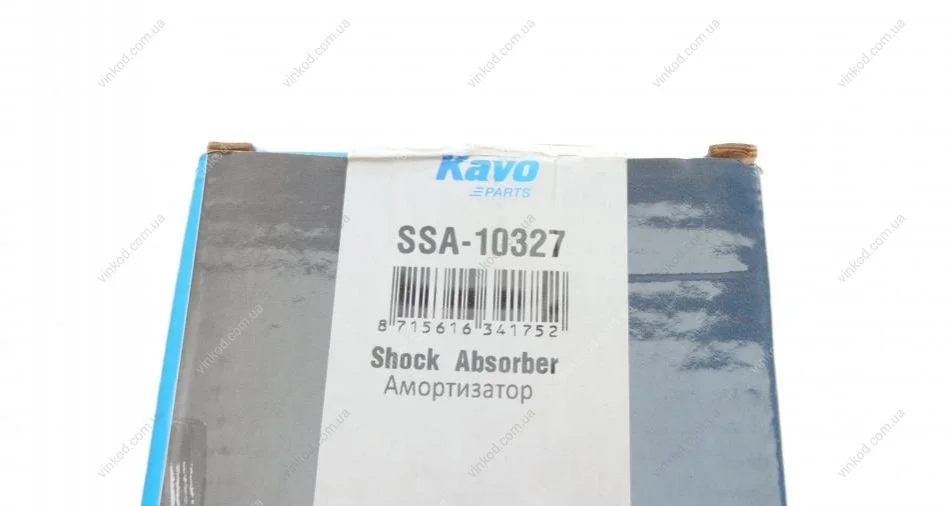 Kavo
PARTS
SSA-10327
8 715616 341752
Shock Absorber
Амортизатор
vinkod.com.ua